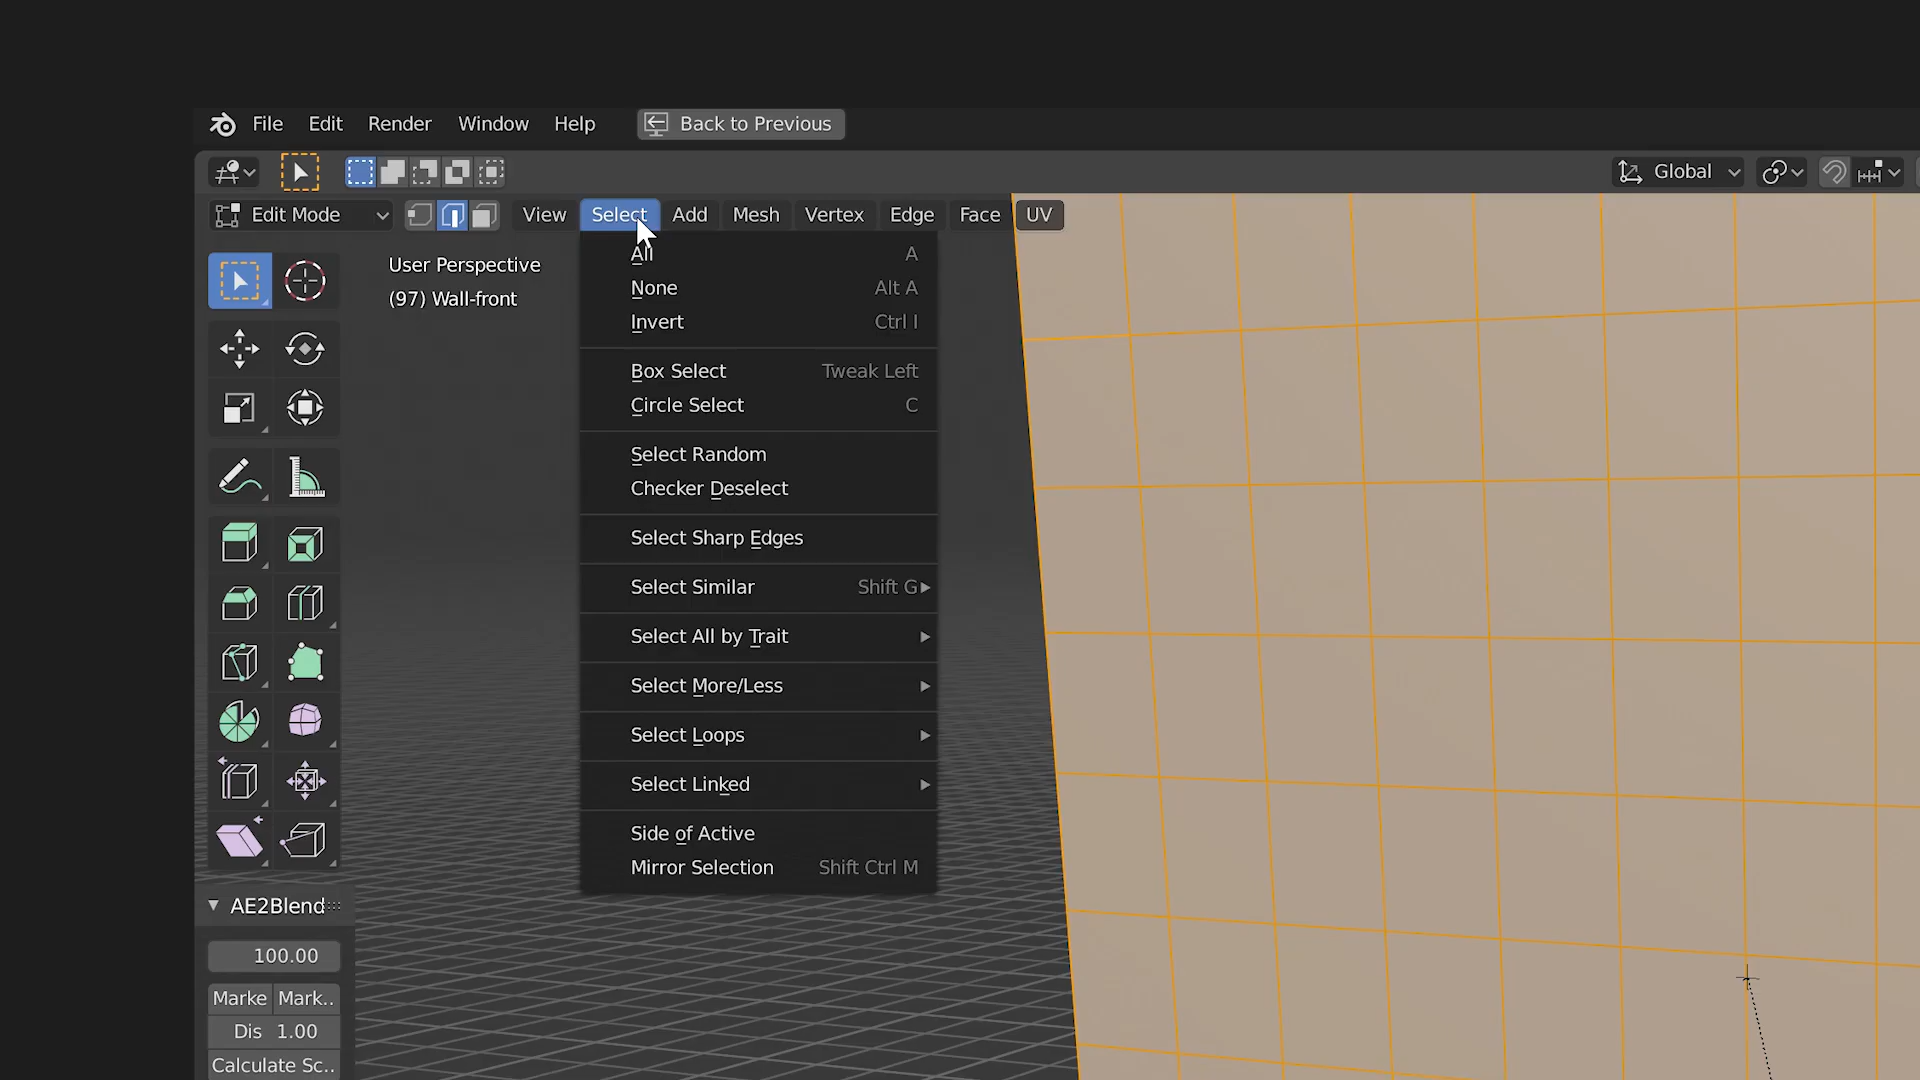 File Edit Render Window Help Back to Previous
Global
Edit Mode View Select Add Mesh Vertex Edge Face UV
User Perspective
(97) Wall-front
All A
None Alt A
Invert Ctrl I
Box Select Tweak Left
Circle Select C
Select Random
Checker Deselect
Select Sharp Edges
Select Similar Shift G
Select All by Trait
Select More/Less
Select Loops
Select Linked
Side of Active
Mirror Selection Shift Ctrl M
AE2Blend
100.00
Marke Mark..
Dis 1.00
Calculate Sc..